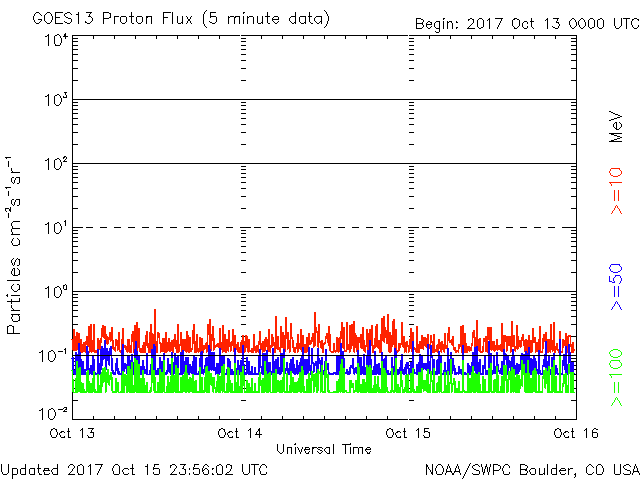 GOES13 Proton Flux (5 minute data)
Begin: 2017 Oct 13 0000 UTC
Particles cm⁻²s⁻¹sr⁻¹
10⁴
10³
10²
10¹
10⁰
10⁻¹
10⁻²
Oct 13
Oct 14
Oct 15
Oct 16
Universal Time
MeV
>=10
>=50
>=100
Updated 2017 Oct 15 23:56:02 UTC
NOAA/SWPC Boulder, CO USA